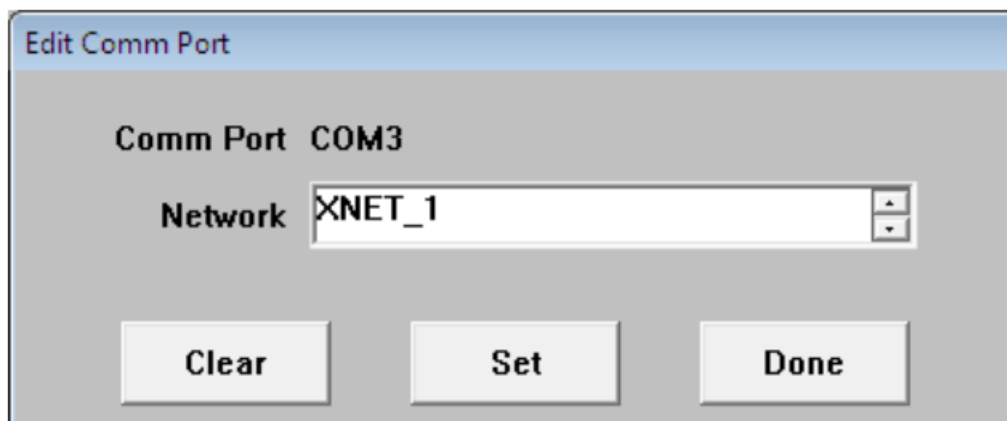 Edit Comm Port
Comm Port COM3
Network XNET_1
Clear Set Done